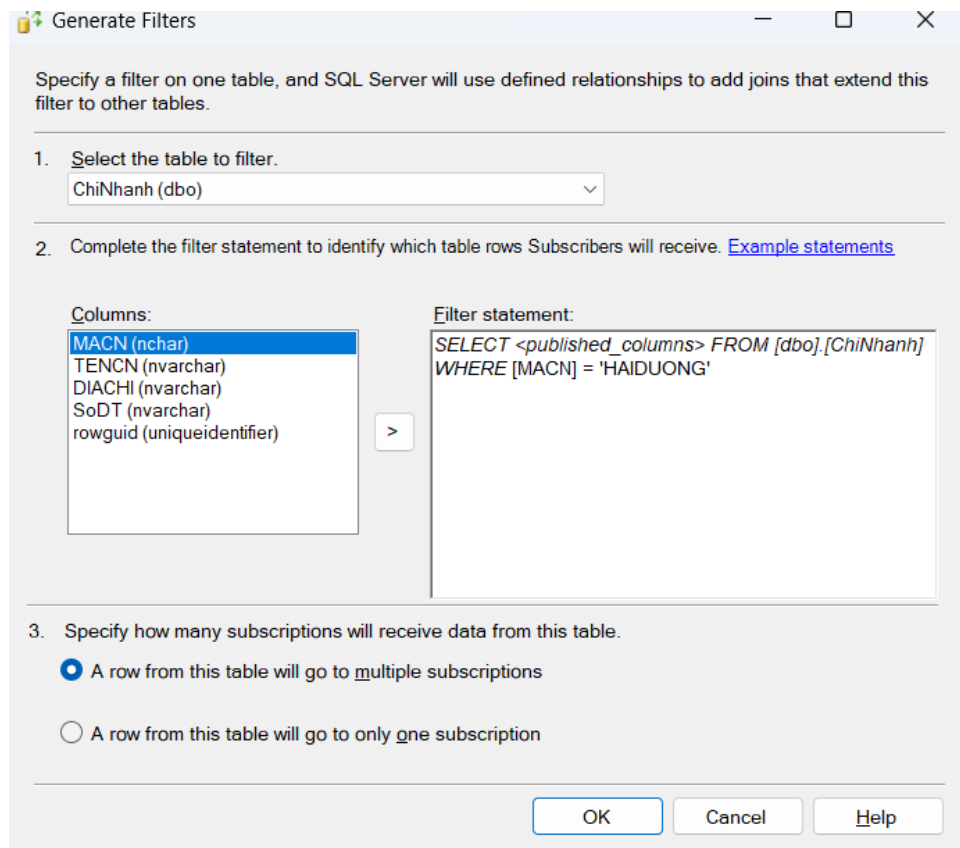 Generate Filters
Specify a filter on one table, and SQL Server will use defined relationships to add joins that extend this
filter to other tables.
1. Select the table to filter.
ChiNhanh (dbo)
2. Complete the filter statement to identify which table rows Subscribers will receive. Example statements
Columns:
MACN (nchar)
TENCN (nvarchar)
DIACHI (nvarchar)
SoDT (nvarchar)
rowguid (uniqueidentifier)
>
Filter statement:
SELECT <published_columns> FROM [dbo].[ChiNhanh]
WHERE [MACN] = 'HAIDUONG'
3. Specify how many subscriptions will receive data from this table.
A row from this table will go to multiple subscriptions
A row from this table will go to only one subscription
OK Cancel Help